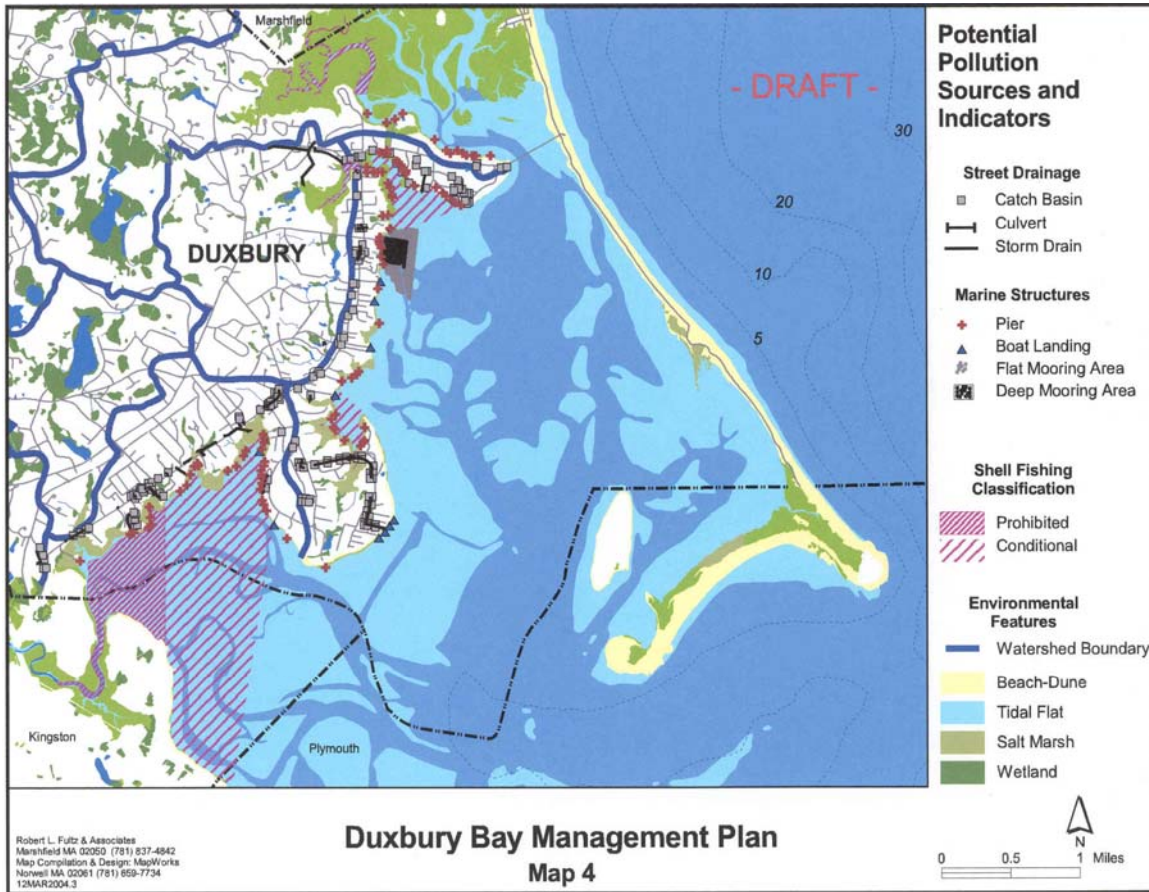 Marshfield
- DRAFT -
30
20
10
5
DUXBURY
Kingston
Plymouth
Potential
Pollution
Sources and
Indicators
Street Drainage
Catch Basin
Culvert
Storm Drain
Marine Structures
Pier
Boat Landing
Flat Mooring Area
Deep Mooring Area
Shell Fishing
Classification
Prohibited
Conditional
Environmental
Features
Watershed Boundary
Beach-Dune
Tidal Flat
Salt Marsh
Wetland
N
0 0.5 1 Miles
Duxbury Bay Management Plan
Map 4
Robert L. Fultz & Associates
Marshfield MA 02050 (781) 837-4842
Map Compilation & Design: MapWorks
Norwell MA 02061 (781) 659-7734
12MAR2004.3